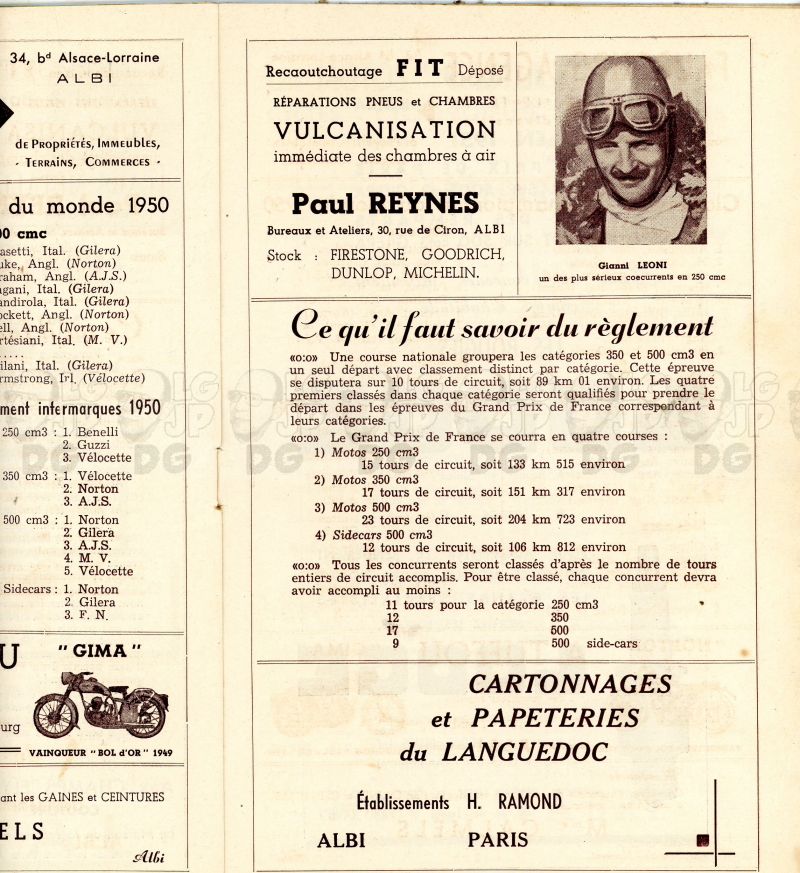 34, bd Alsace-Lorraine
ALBI
de Propriétés, Immeubles,
- Terrains, Commerces -
du monde 1950
00 cmc
asetti, Ital. (Gilera)
uke, Angl. (Norton)
raham, Angl. (A.J.S.)
agani, Ital. (Gilera)
andirola, Ital. (Gilera)
ockett, Angl. (Norton)
ell, Angl. (Norton)
rtésiani, Ital. (M. V.)
.....
ilani, Ital. (Gilera)
rmstrong, Irl. (Vélocette)
ment intermarques 1950
250 cm3 : 1. Benelli
2. Guzzi
3. Vélocette
350 cm3 : 1. Vélocette
2. Norton
3. A.J.S.
500 cm3 : 1. Norton
2. Gilera
3. A.J.S.
4. M. V.
5. Vélocette
Sidecars : 1. Norton
2. Gilera
3. F. N.
U "GIMA"
urg
VAINQUEUR "BOL d'OR" 1949
ant les GAINES et CEINTURES
ELS
Albi
Recaoutchoutage FIT Déposé
RÉPARATIONS PNEUS et CHAMBRES
VULCANISATION
immédiate des chambres à air
Paul REYNES
Bureaux et Ateliers, 30, rue de Ciron, ALBI
Stock : FIRESTONE, GOODRICH,
DUNLOP, MICHELIN.
Gianni LEONI
un des plus sérieux coecurrents en 250 cmc
Ce qu'il faut savoir du règlement
«o:o» Une course nationale groupera les catégories 350 et 500 cm3 en
un seul départ avec classement distinct par catégorie. Cette épreuve
se disputera sur 10 tours de circuit, soit 89 km 01 environ. Les quatre
premiers classés dans chaque catégorie seront qualifiés pour prendre le
départ dans les épreuves du Grand Prix de France correspondant à
leurs catégories.
«o:o» Le Grand Prix de France se courra en quatre courses :
1) Motos 250 cm3
15 tours de circuit, soit 133 km 515 environ
2) Motos 350 cm3
17 tours de circuit, soit 151 km 317 environ
3) Motos 500 cm3
23 tours de circuit, soit 204 km 723 environ
4) Sidecars 500 cm3
12 tours de circuit, soit 106 km 812 environ
«o:o» Tous les concurrents seront classés d'après le nombre de tours
entiers de circuit accomplis. Pour être classé, chaque concurrent devra
avoir accompli au moins :
11 tours pour la catégorie 250 cm3
12 350
17 500
9 500 side-cars
CARTONNAGES
et PAPETERIES
du LANGUEDOC
Établissements H. RAMOND
ALBI PARIS